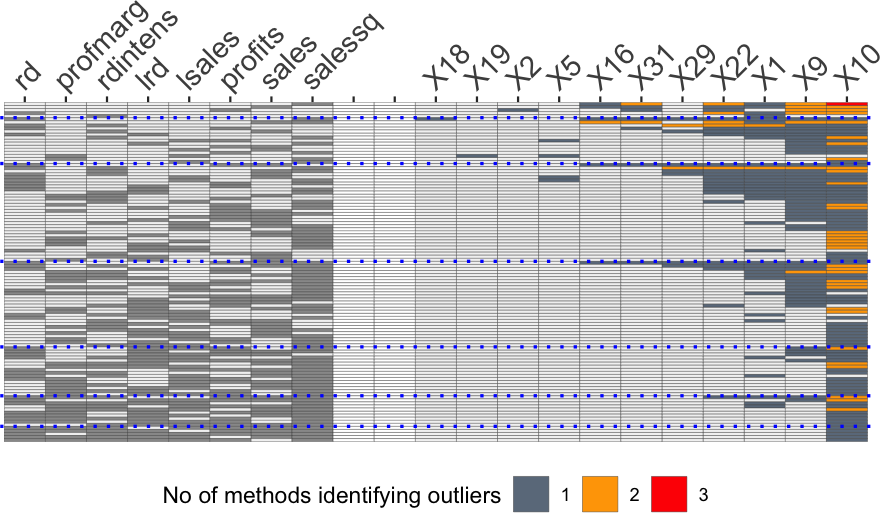 rd profmarg rdintens lrd lsales profits sales salessq X18 X19 X2 X5 X16 X31 X29 X22 X1 X9 X10
No of methods identifying outliers 1 2 3